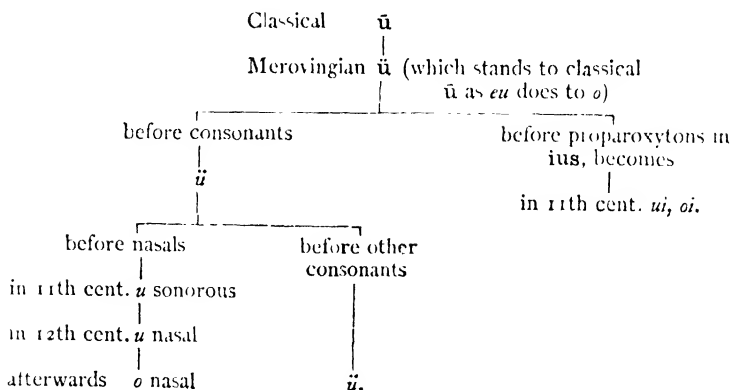 Classical ū
Merovingian ü (which stands to classical
ū as eu does to o)
before consonants
ü
before proparoxytons in
ius, becomes
in 11th cent. ui, oi.
before nasals
before other
consonants
in 11th cent. u sonorous
in 12th cent. u nasal
afterwards o nasal
ü.